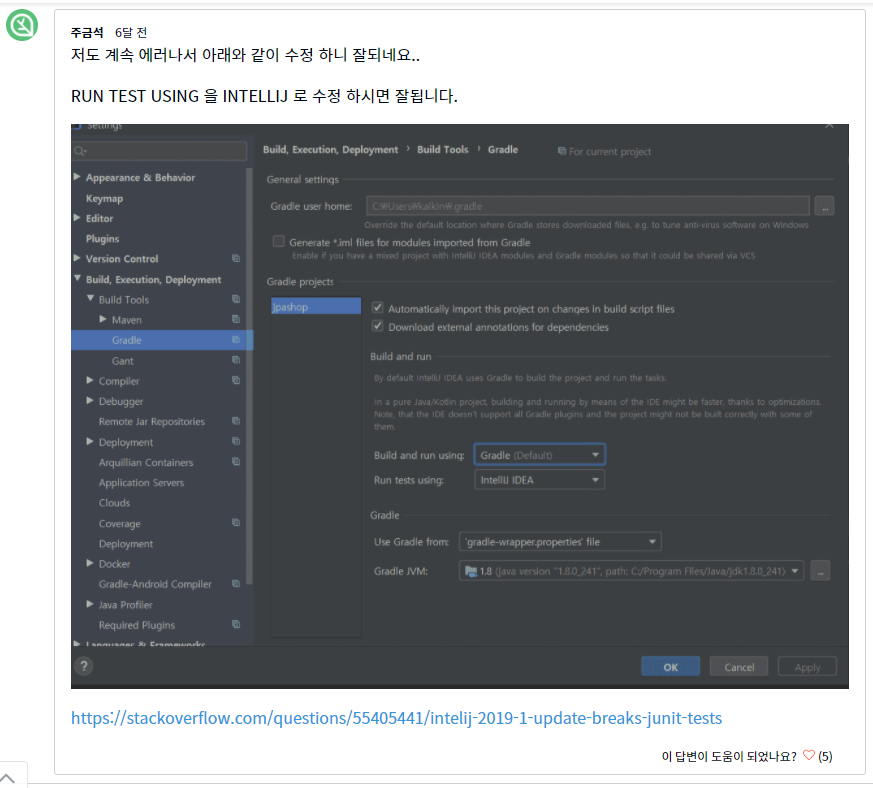 주금석 6달 전
저도 계속 에러나서 아래와 같이 수정 하니 잘되네요..
RUN TEST USING 을 INTELLIJ 로 수정 하시면 잘됩니다.
Settings
Build, Execution, Deployment › Build Tools › Gradle For current project
Appearance & Behavior
Keymap
Editor
Plugins
Version Control
Build, Execution, Deployment
Build Tools
Maven
Gradle
Gant
Compiler
Debugger
Remote Jar Repositories
Deployment
Arquillian Containers
Application Servers
Clouds
Coverage
Deployment
Docker
Gradle-Android Compiler
Java Profiler
Required Plugins
Languages & Frameworks
General settings
Gradle user home: C:₩Users₩kalkin₩.gradle ...
Override the default location where Gradle stores downloaded files, e.g. to tune anti-virus software on Windows
Generate *.iml files for modules imported from Gradle
Enable if you have a mixed project with IntelliJ IDEA modules and Gradle modules so that it could be shared via VCS
Gradle projects
jpashop
Automatically import this project on changes in build script files
Download external annotations for dependencies
Build and run
By default IntelliJ IDEA uses Gradle to build the project and run the tasks.
In a pure Java/Kotlin project, building and running by means of the IDE might be faster, thanks to optimizations.
Note, that the IDE doesn't support all Gradle plugins and the project might not be built correctly with some of
them.
Build and run using: Gradle (Default)
Run tests using: IntelliJ IDEA
Gradle
Use Gradle from: 'gradle-wrapper.properties' file
Gradle JVM: 1.8 (java version "1.8.0_241", path: C:/Program Files/Java/jdk1.8.0_241) ...
? OK Cancel Apply
https://stackoverflow.com/questions/55405441/intelij-2019-1-update-breaks-junit-tests
이 답변이 도움이 되었나요? ♡ (5)